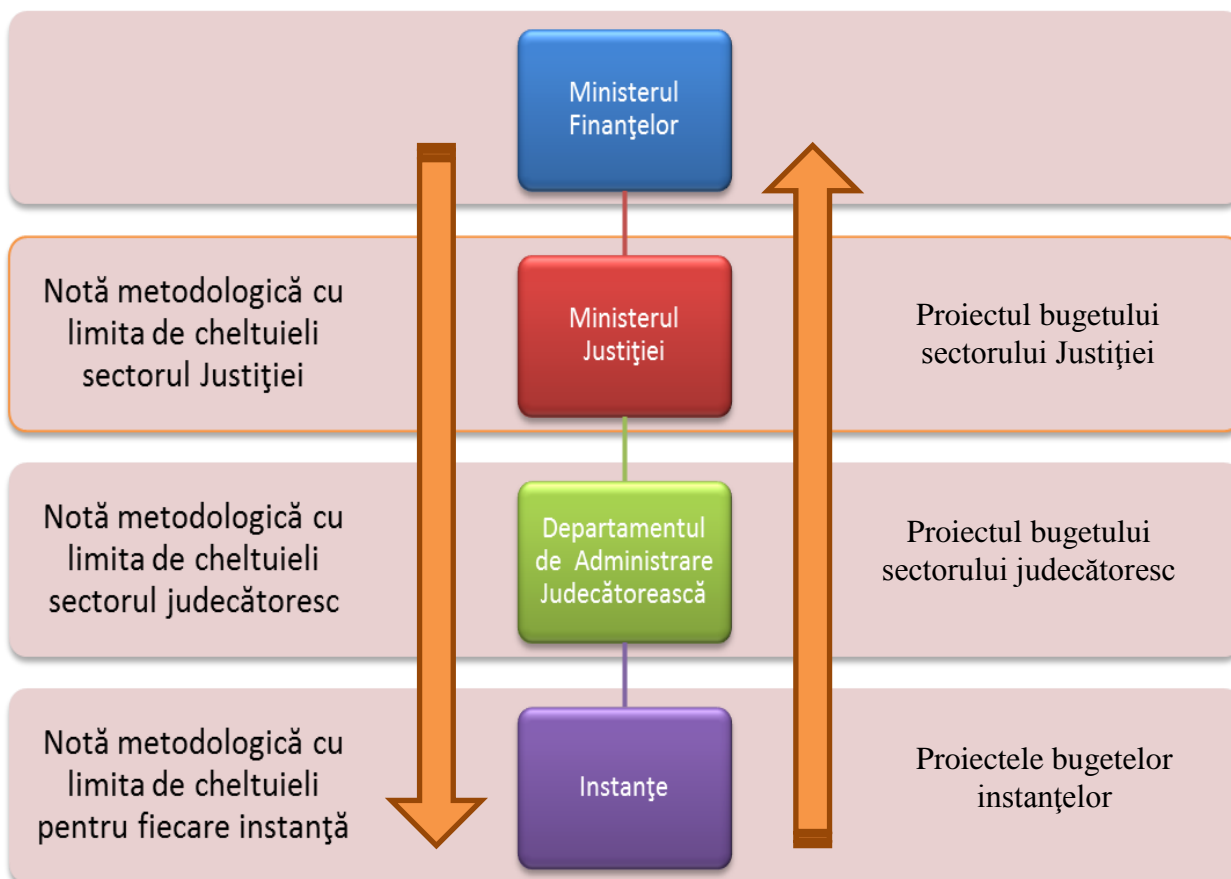 Ministerul
Finanţelor
Notă metodologică cu
limita de cheltuieli
sectorul Justiţiei
Ministerul
Justiţiei
Proiectul bugetului
sectorului Justiţiei
Notă metodologică cu
limita de cheltuieli
sectorul judecătoresc
Departamentul
de Administrare
Judecătorească
Proiectul bugetului
sectorului judecătoresc
Notă metodologică cu
limita de cheltuieli
pentru fiecare instanţă
Instanţe
Proiectele bugetelor
instanţelor